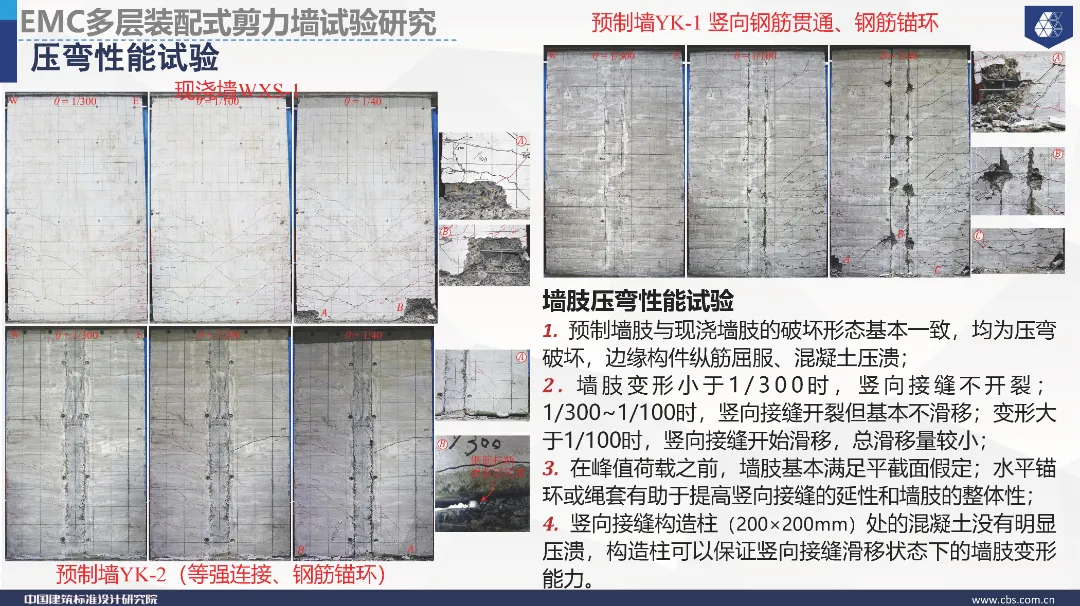 EMC多层装配式剪力墙试验研究
压弯性能试验
现浇墙WXS-1
W θ = 1/300 E
θ = 1/100
θ = 1/40
A
B
A B
预制墙YK-1 竖向钢筋贯通、钢筋锚环
θ = 1/300
θ = 1/100
A
B
C
A B C
θ = 1/300
θ = 1/40
A
B
1/300
B A
预制墙YK-2（等强连接、钢筋锚环）
墙肢压弯性能试验
1. 预制墙肢与现浇墙肢的破坏形态基本一致，均为压弯
破坏，边缘构件纵筋屈服、混凝土压溃；
2. 墙肢变形小于1/300时，竖向接缝不开裂；
1/300~1/100时，竖向接缝开裂但基本不滑移；变形大
于1/100时，竖向接缝开始滑移，总滑移量较小；
3. 在峰值荷载之前，墙肢基本满足平截面假定；水平锚
环或绳套有助于提高竖向接缝的延性和墙肢的整体性；
4. 竖向接缝构造柱（200×200mm）处的混凝土没有明显
压溃，构造柱可以保证竖向接缝滑移状态下的墙肢变形
能力。
中国建筑标准设计研究院
www.cbs.com.cn